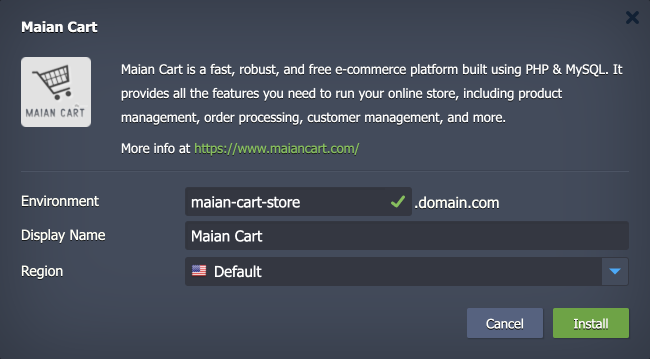 Maian Cart
MAIAN CART
Maian Cart is a fast, robust, and free e-commerce platform built using PHP & MySQL. It
provides all the features you need to run your online store, including product
management, order processing, customer management, and more.
More info at https://www.maiancart.com/
Environment maian-cart-store .domain.com
Display Name Maian Cart
Region Default
Cancel Install